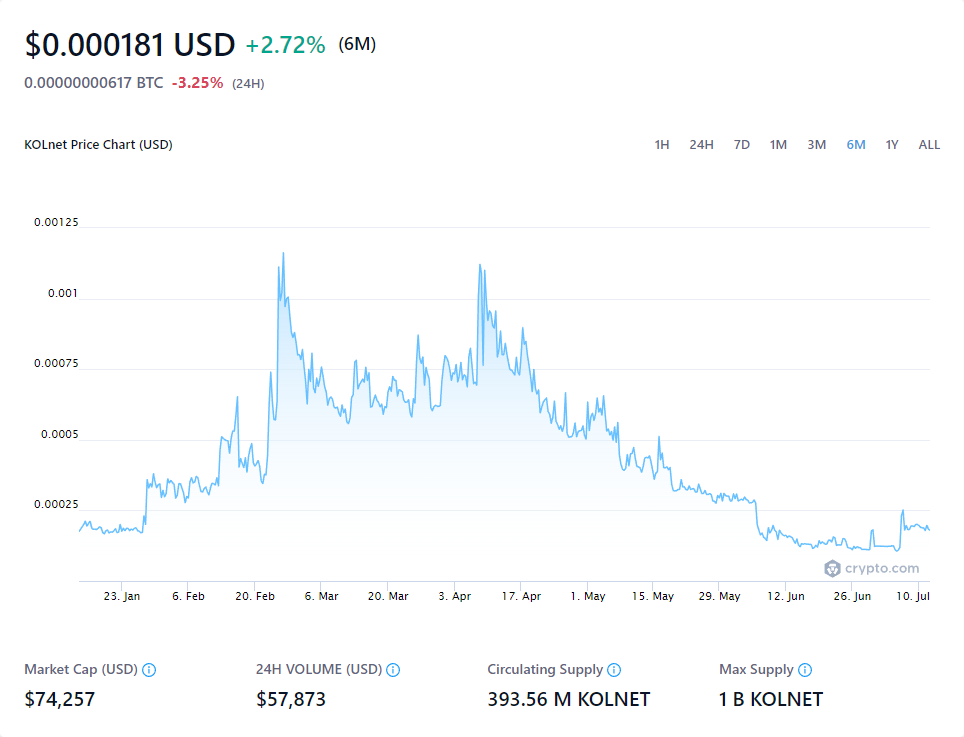 $0.000181 USD +2.72% (6M)
0.00000000617 BTC -3.25% (24H)
KOLnet Price Chart (USD) 1H 24H 7D 1M 3M 6M 1Y ALL
0.00125
0.001
0.00075
0.0005
0.00025
crypto.com
23. Jan 6. Feb 20. Feb 6. Mar 20. Mar 3. Apr 17. Apr 1. May 15. May 29. May 12. Jun 26. Jun 10. Jul
Market Cap (USD) 24H VOLUME (USD) Circulating Supply Max Supply
$74,257 $57,873 393.56 M KOLNET 1 B KOLNET